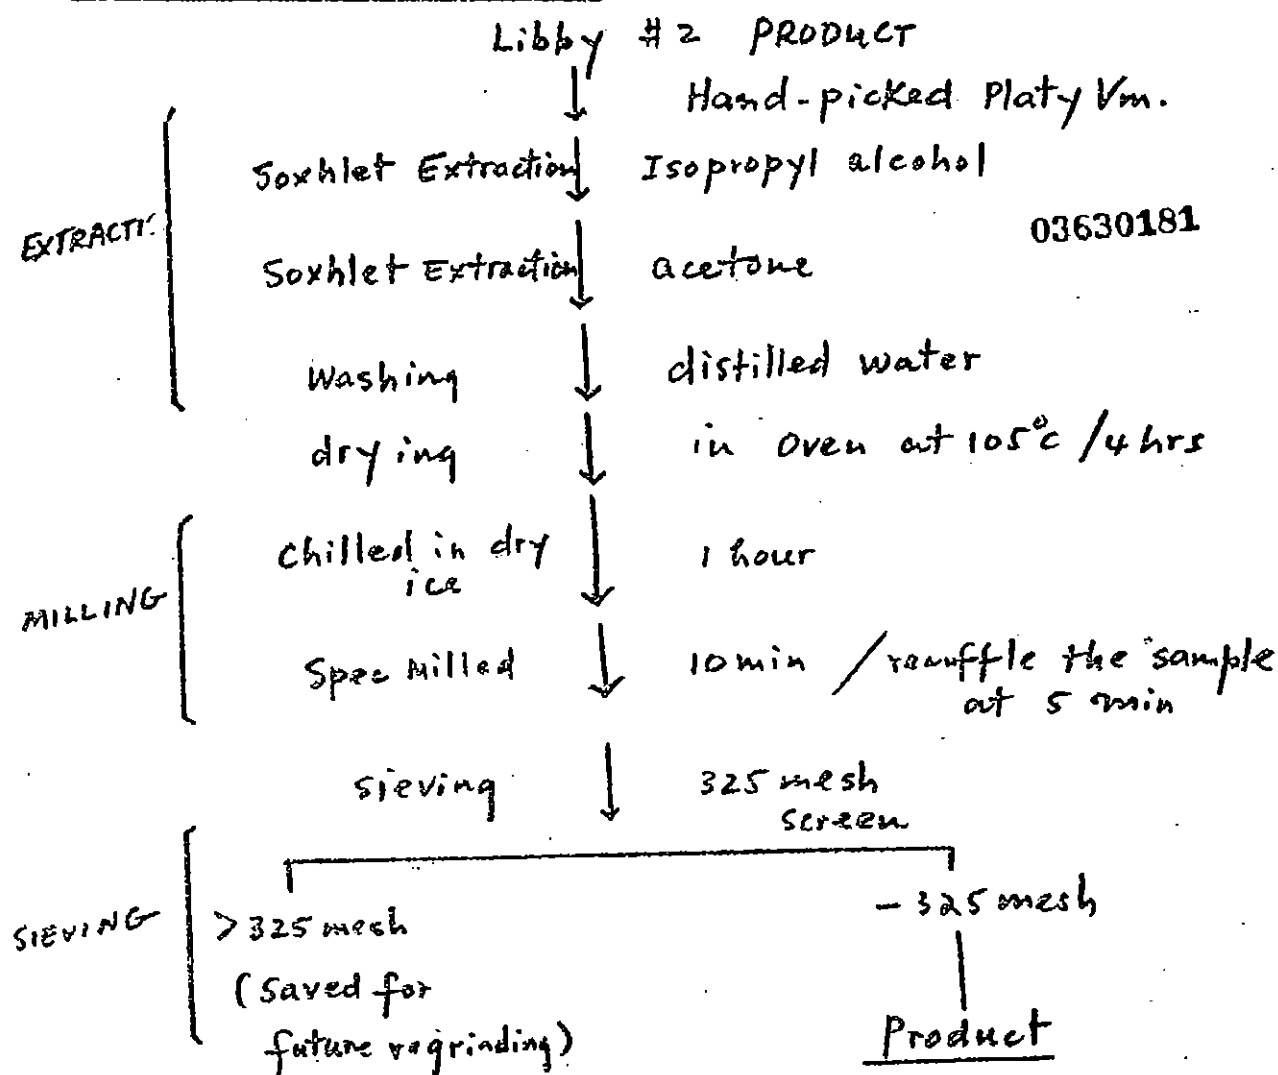 Libby #2 PRODUCT
Hand-picked Platy Vm.
EXTRACTI
Soxhlet Extraction Isopropyl alcohol
03630181
Soxhlet Extraction acetone
Washing distilled water
drying in oven at 105°c /4 hrs
MILLING
Chilled in dry ice 1 hour
Spec Milled 10 min / the sample
at 5 min
sieving 325 mesh
screen
SIEVING
>325 mesh
(Saved for
future regrinding)
-325 mesh
Product